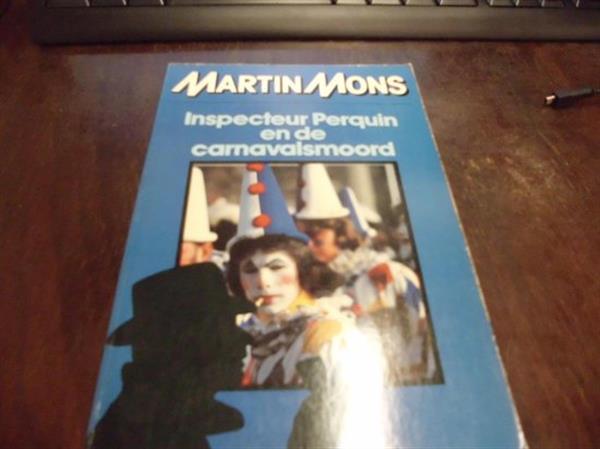 MARTIN MONS
Inspecteur Perquin
en de
carnavalsmoord